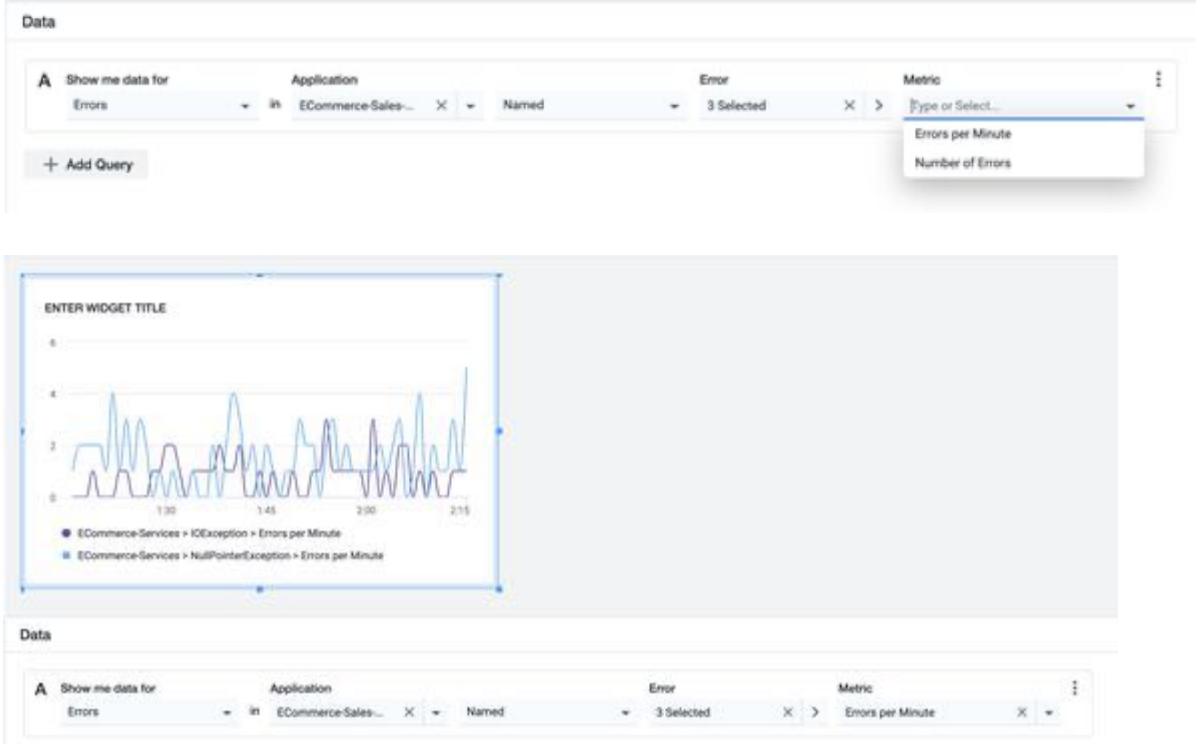 Data
A Show me data for Application Error Metric
Errors in ECommerce-Sales-... Named 3 Selected Type or Select...
Errors per Minute
+ Add Query Number of Errors
ENTER WIDGET TITLE
6
4
2
0
1:30 1:45 2:00 2:15
ECommerce-Services > IOException > Errors per Minute
ECommerce-Services > NullPointerException > Errors per Minute
Data
A Show me data for Application Error Metric
Errors in ECommerce-Sales-... Named 3 Selected Errors per Minute